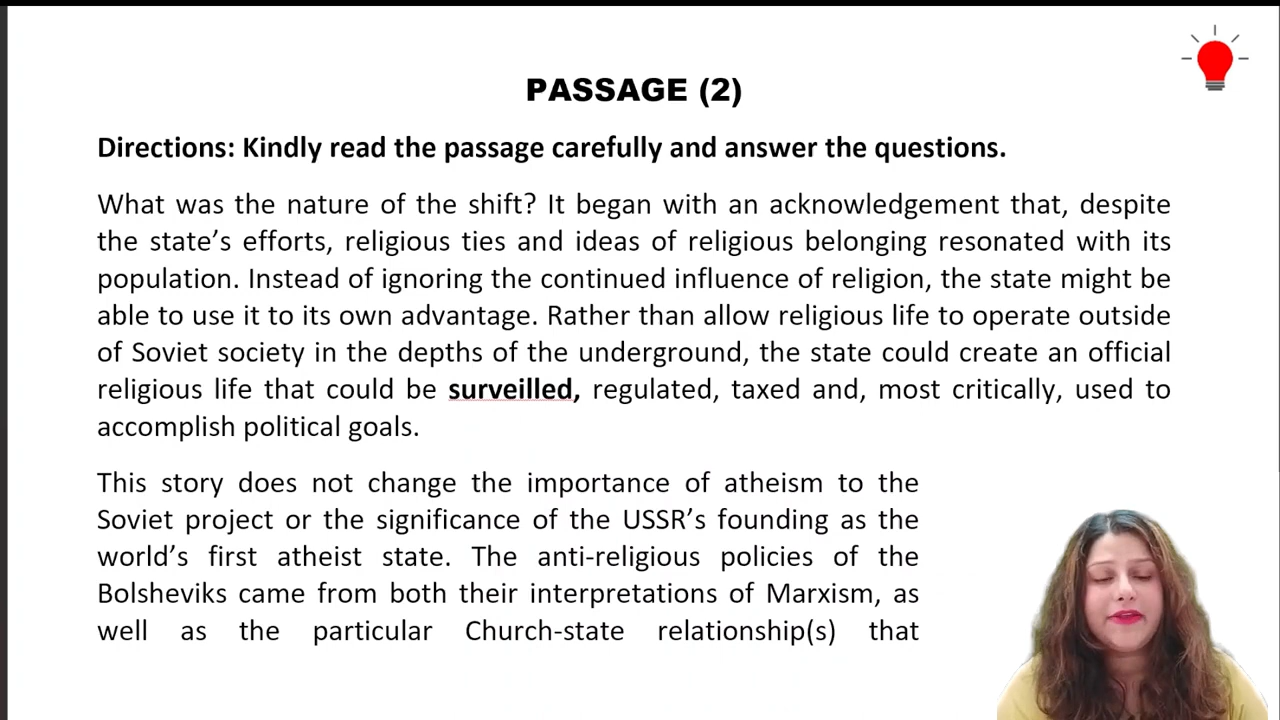 PASSAGE (2)
Directions: Kindly read the passage carefully and answer the questions.
What was the nature of the shift? It began with an acknowledgement that, despite
the state’s efforts, religious ties and ideas of religious belonging resonated with its
population. Instead of ignoring the continued influence of religion, the state might be
able to use it to its own advantage. Rather than allow religious life to operate outside
of Soviet society in the depths of the underground, the state could create an official
religious life that could be surveilled, regulated, taxed and, most critically, used to
accomplish political goals.
This story does not change the importance of atheism to the
Soviet project or the significance of the USSR’s founding as the
world’s first atheist state. The anti-religious policies of the
Bolsheviks came from both their interpretations of Marxism, as
well as the particular Church-state relationship(s) that